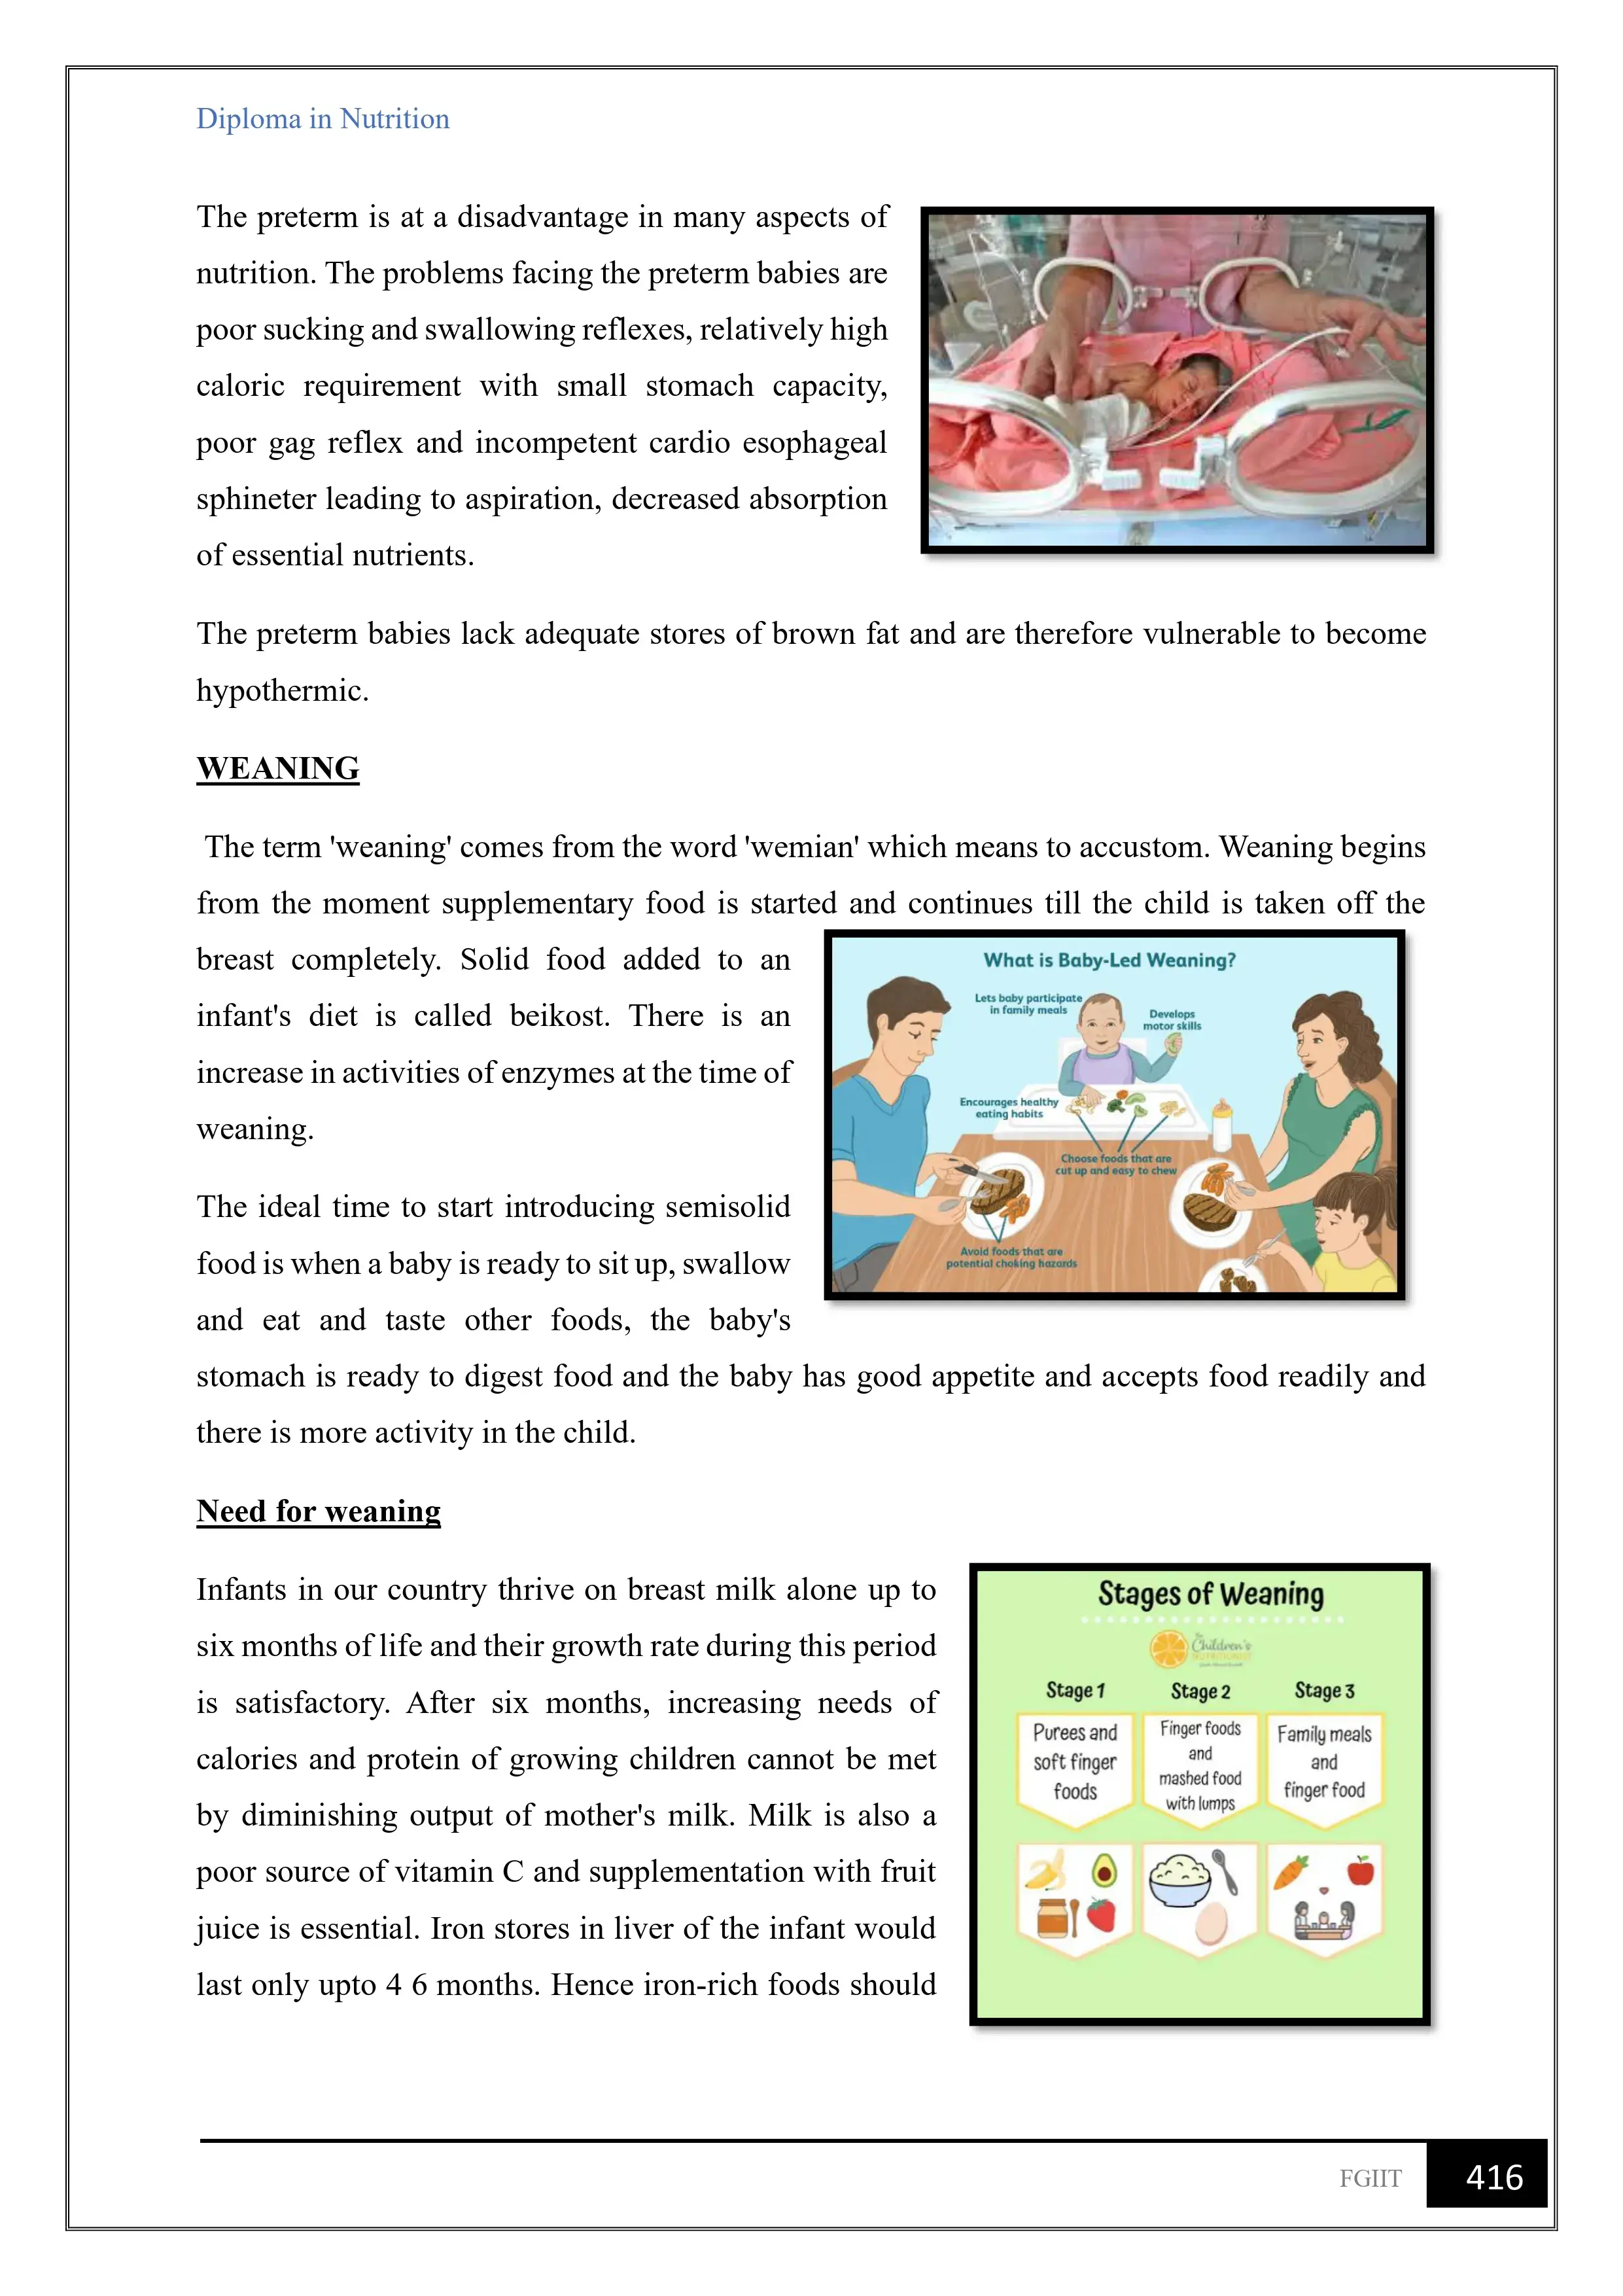 Diploma in Nutrition
The preterm is at a disadvantage in many aspects of
nutrition. The problems facing the preterm babies are
poor sucking and swallowing reflexes, relatively high
caloric requirement with small stomach capacity,
poor gag reflex and incompetent cardio esophageal
sphineter leading to aspiration, decreased absorption
of essential nutrients.
The preterm babies lack adequate stores of brown fat and are therefore vulnerable to become
hypothermic.
WEANING
The term 'weaning' comes from the word 'wemian' which means to accustom. Weaning begins
from the moment supplementary food is started and continues till the child is taken off the
breast completely. Solid food added to an
infant's diet is called beikost. There is an
increase in activities of enzymes at the time of
weaning.
What is Baby-Led Weaning?
Lets baby participate
in family meals
Develops
motor skills
Encourages healthy
eating habits
Choose foods that are
cut up and easy to chew
Avoid foods that are
potential choking hazards
The ideal time to start introducing semisolid
food is when a baby is ready to sit up, swallow
and eat and taste other foods, the baby's
stomach is ready to digest food and the baby has good appetite and accepts food readily and
there is more activity in the child.
Need for weaning
Infants in our country thrive on breast milk alone up to
six months of life and their growth rate during this period
is satisfactory. After six months, increasing needs of
calories and protein of growing children cannot be met
by diminishing output of mother's milk. Milk is also a
poor source of vitamin C and supplementation with fruit
juice is essential. Iron stores in liver of the infant would
last only upto 4 6 months. Hence iron-rich foods should
Stages of Weaning
The
Children's
NUTRITIONIST
Stage 1
Purees and
soft finger
foods
Stage 2
Finger foods
and
mashed food
with lumps
Stage 3
Family meals
and
finger food
FGIIT
416